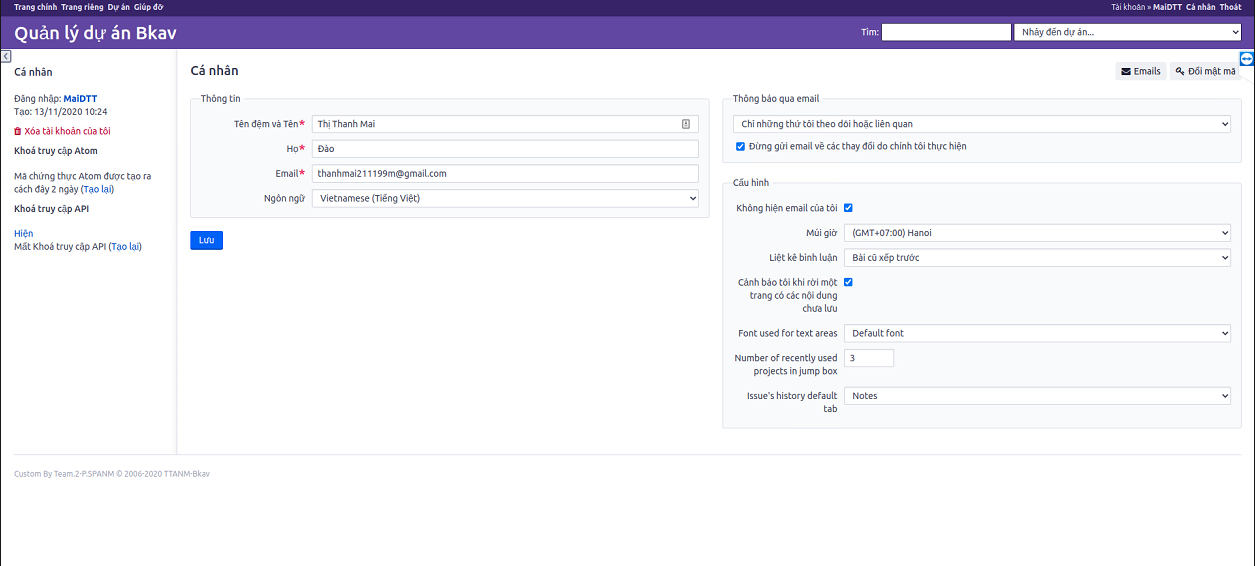 Trang chính Trang riêng Dự án Giúp đỡ
Tài khoản » MaiDTT Cá nhân Thoát
Quản lý dự án Bkav
Tìm:
Nhảy đến dự án...
Cá nhân
Đăng nhập: MaiDTT
Tạo: 13/11/2020 10:24
Xóa tài khoản của tôi
Khoá truy cập Atom
Mã chứng thực Atom được tạo ra
cách đây 2 ngày (Tạo lại)
Khoá truy cập API
Hiện
Mất Khoá truy cập API (Tạo lại)
Cá nhân
Emails
Đổi mật mã
Thông tin
Tên đệm và Tên* Thị Thanh Mai
Họ* Đào
Email* thanhmai211199m@gmail.com
Ngôn ngữ Vietnamese (Tiếng Việt)
Lưu
Thông báo qua email
Chỉ những thứ tôi theo dõi hoặc liên quan
Đừng gửi email về các thay đổi do chính tôi thực hiện
Cấu hình
Không hiện email của tôi
Múi giờ (GMT+07:00) Hanoi
Liệt kê bình luận Bài cũ xếp trước
Cảnh báo tôi khi rời một
trang có các nội dung
chưa lưu
Font used for text areas Default font
Number of recently used 3
projects in jump box
Issue's history default Notes
tab
Custom By Team.2-P.SPANM © 2006-2020 TTANM-Bkav